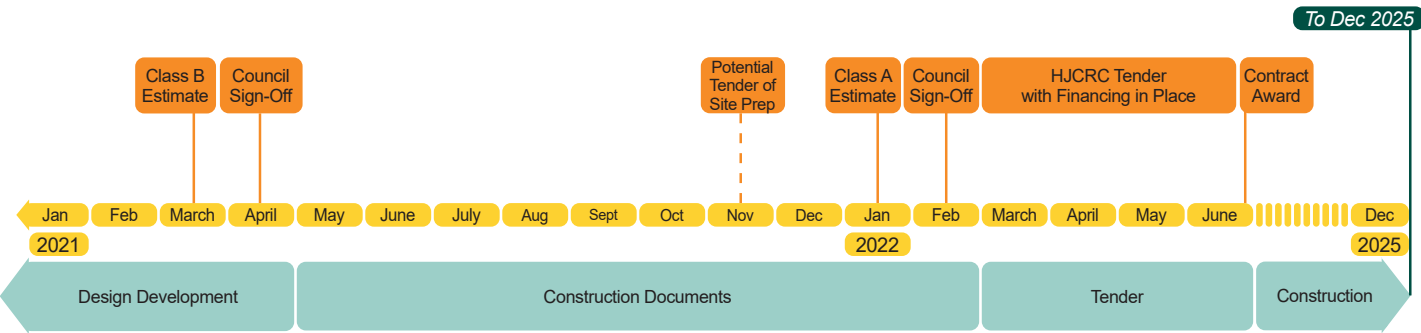 To Dec 2025
Class B
Estimate
Council
Sign-Off
Potential
Tender of
Site Prep
Class A
Estimate
Council
Sign-Off
HJCRC Tender
with Financing in Place
Contract
Award
Jan Feb March April May June July Aug Sept Oct Nov Dec Jan Feb March April May June Dec
2021 2022 2025
Design Development Construction Documents Tender Construction